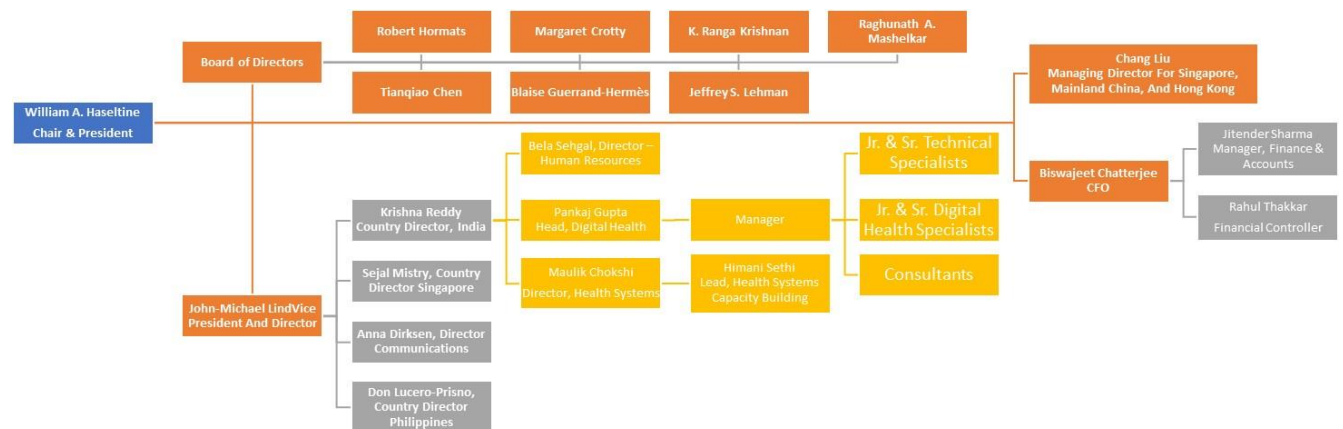 Robert Hormats
Margaret Crotty
K. Ranga Krishnan
Raghunath A.
Mashelkar
Board of Directors
Tianqiao Chen
Blaise Guerrand-Hermès
Jeffrey S. Lehman
Chang Liu
Managing Director For Singapore,
Mainland China, And Hong Kong
William A. Haseltine
Chair & President
Bela Sehgal, Director –
Human Resources
Jr. & Sr. Technical
Specialists
Jitender Sharma
Manager, Finance &
Accounts
Biswajeet Chatterjee
CFO
Krishna Reddy
Country Director, India
Pankaj Gupta
Head, Digital Health
Manager
Jr. & Sr. Digital
Health Specialists
Rahul Thakkar
Financial Controller
Sejal Mistry, Country
Director Singapore
Maulik Chokshi
Director, Health Systems
Himani Sethi
Lead, Health Systems
Capacity Building
Consultants
John-Michael LindVice
President And Director
Anna Dirksen, Director
Communications
Don Lucero-Prisno,
Country Director
Philippines